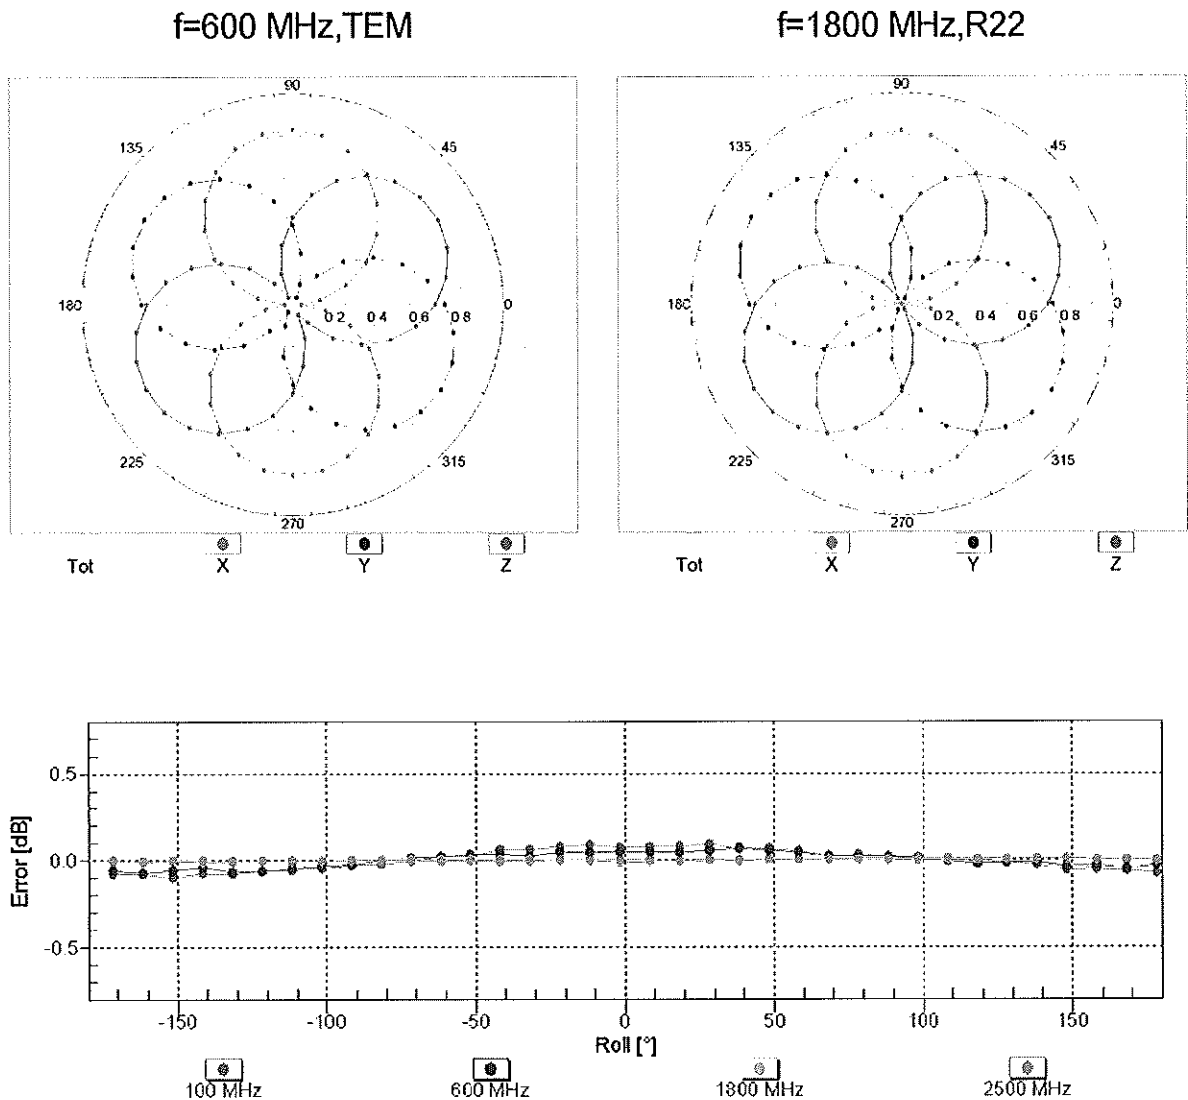 f=600 MHz,TEM
f=1800 MHz,R22
90
90
135
45
135
45
180
0.2 0.4 0.6 0.8
0
180
0.2 0.4 0.6 0.8
0
225
315
225
315
270
270
Tot X Y Z
Tot X Y Z
0.5
0.0
-0.5
Error [dB]
-150 -100 -50 0 50 100 150
Roll [°]
100 MHz 600 MHz 1800 MHz 2500 MHz